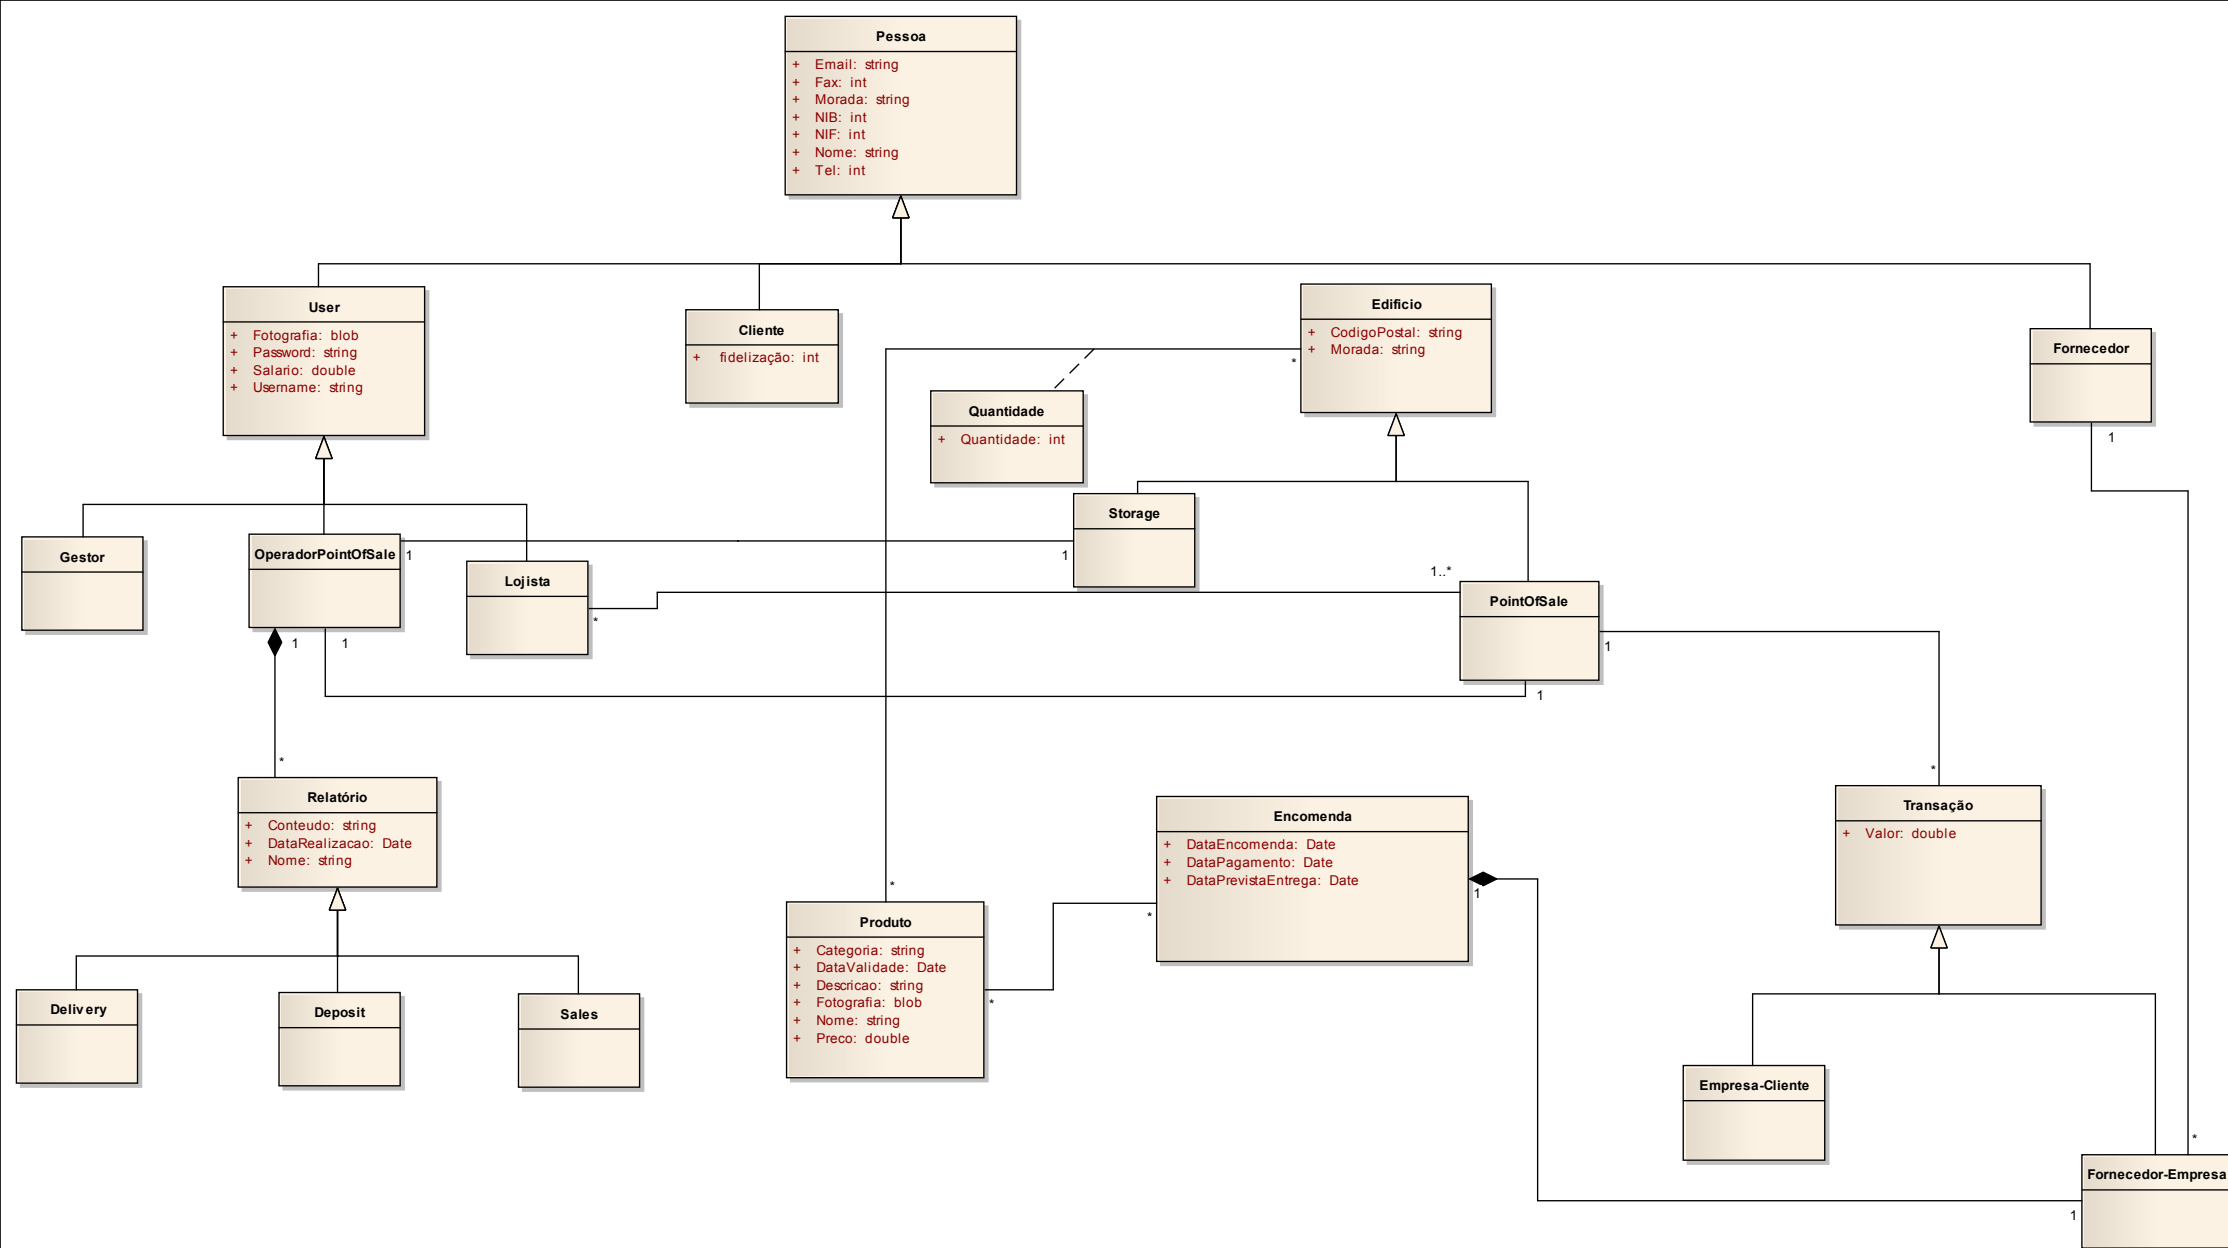 Pessoa
+ Email: string
+ Fax: int
+ Morada: string
+ NIB: int
+ NIF: int
+ Nome: string
+ Tel: int
User
+ Fotografia: blob
+ Password: string
+ Salario: double
+ Username: string
Cliente
+ fidelização: int
Edificio
+ CodigoPostal: string
+ Morada: string
*
Fornecedor
1
Quantidade
+ Quantidade: int
Gestor
OperadorPointOfSale
1
1
1
Lojista
*
Storage
1
1..*
PointOfSale
1
1
*
Relatório
+ Conteudo: string
+ DataRealizacao: Date
+ Nome: string
Delivery
Deposit
Sales
*
Produto
+ Categoria: string
+ DataValidade: Date
+ Descricao: string
+ Fotografia: blob
+ Nome: string
+ Preco: double
*
Encomenda
+ DataEncomenda: Date
+ DataPagamento: Date
+ DataPrevistaEntrega: Date
*
1
*
Transação
+ Valor: double
Empresa-Cliente
*
Fornecedor-Empresa
1